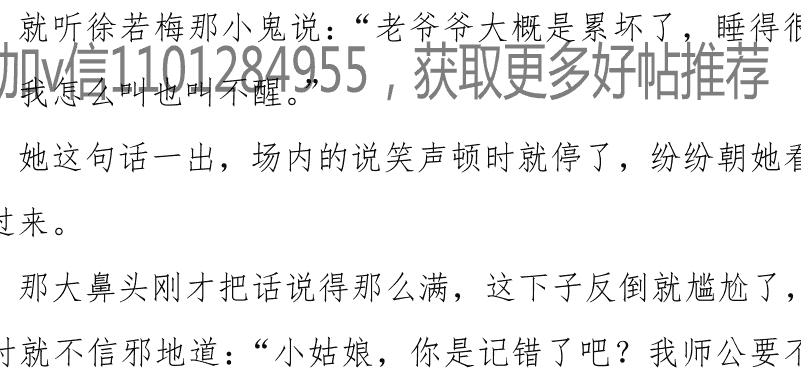 就听徐若梅那小鬼说：“老爷爷大概是累坏了，睡得很
加v信1101284955，获取更多好帖推荐
我怎么叫也叫不醒。”
她这句话一出，场内的说笑声顿时就停了，纷纷朝她看
过来。
那大鼻头刚才把话说得那么满，这下子反倒就尴尬了，
时就不信邪地道：“小姑娘，你是记错了吧？我师公要不